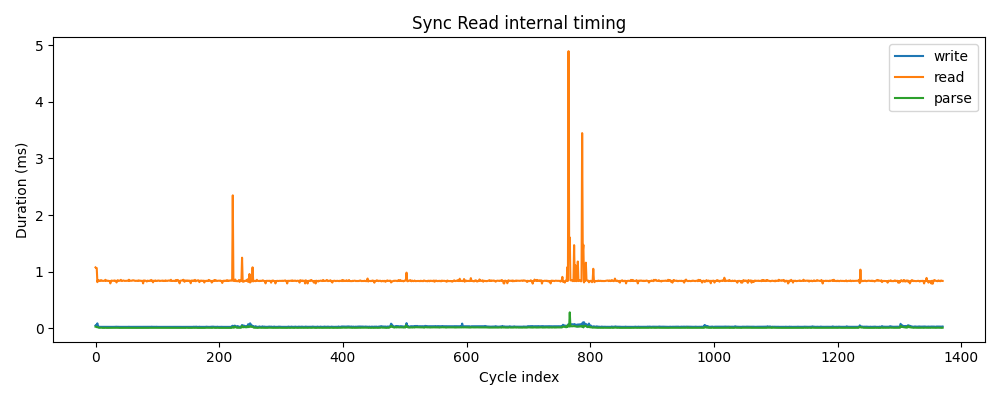 Sync Read internal timing
write
read
parse
Duration (ms)
5
4
3
2
1
0
0 200 400 600 800 1000 1200 1400
Cycle index